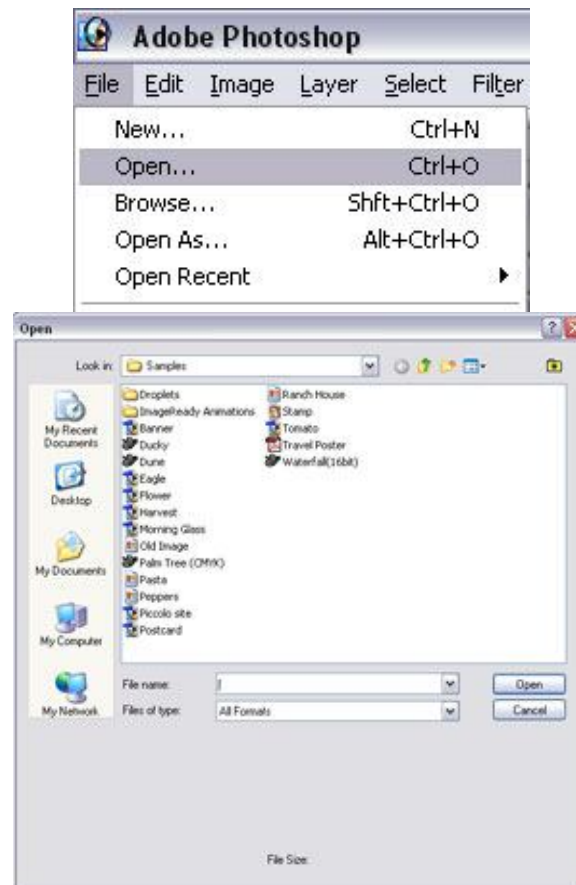 Adobe Photoshop
File Edit Image Layer Select Filter
New... Ctrl+N
Open... Ctrl+O
Browse... Shft+Ctrl+O
Open As... Alt+Ctrl+O
Open Recent
Open
Look in: Samples
My Recent Documents
Desktop
My Documents
My Computer
My Network
Droplets
ImageReady Animations
Banner
Ducky
Dune
Eagle
Flower
Harvest
Morning Glass
Old Image
Palm Tree (CMYK)
Pasta
Peppers
Piccolo site
Postcard
Ranch House
Stamp
Tomato
Travel Poster
Waterfall(16bit)
File name: Open
Files of type: All Formats Cancel
File Size: